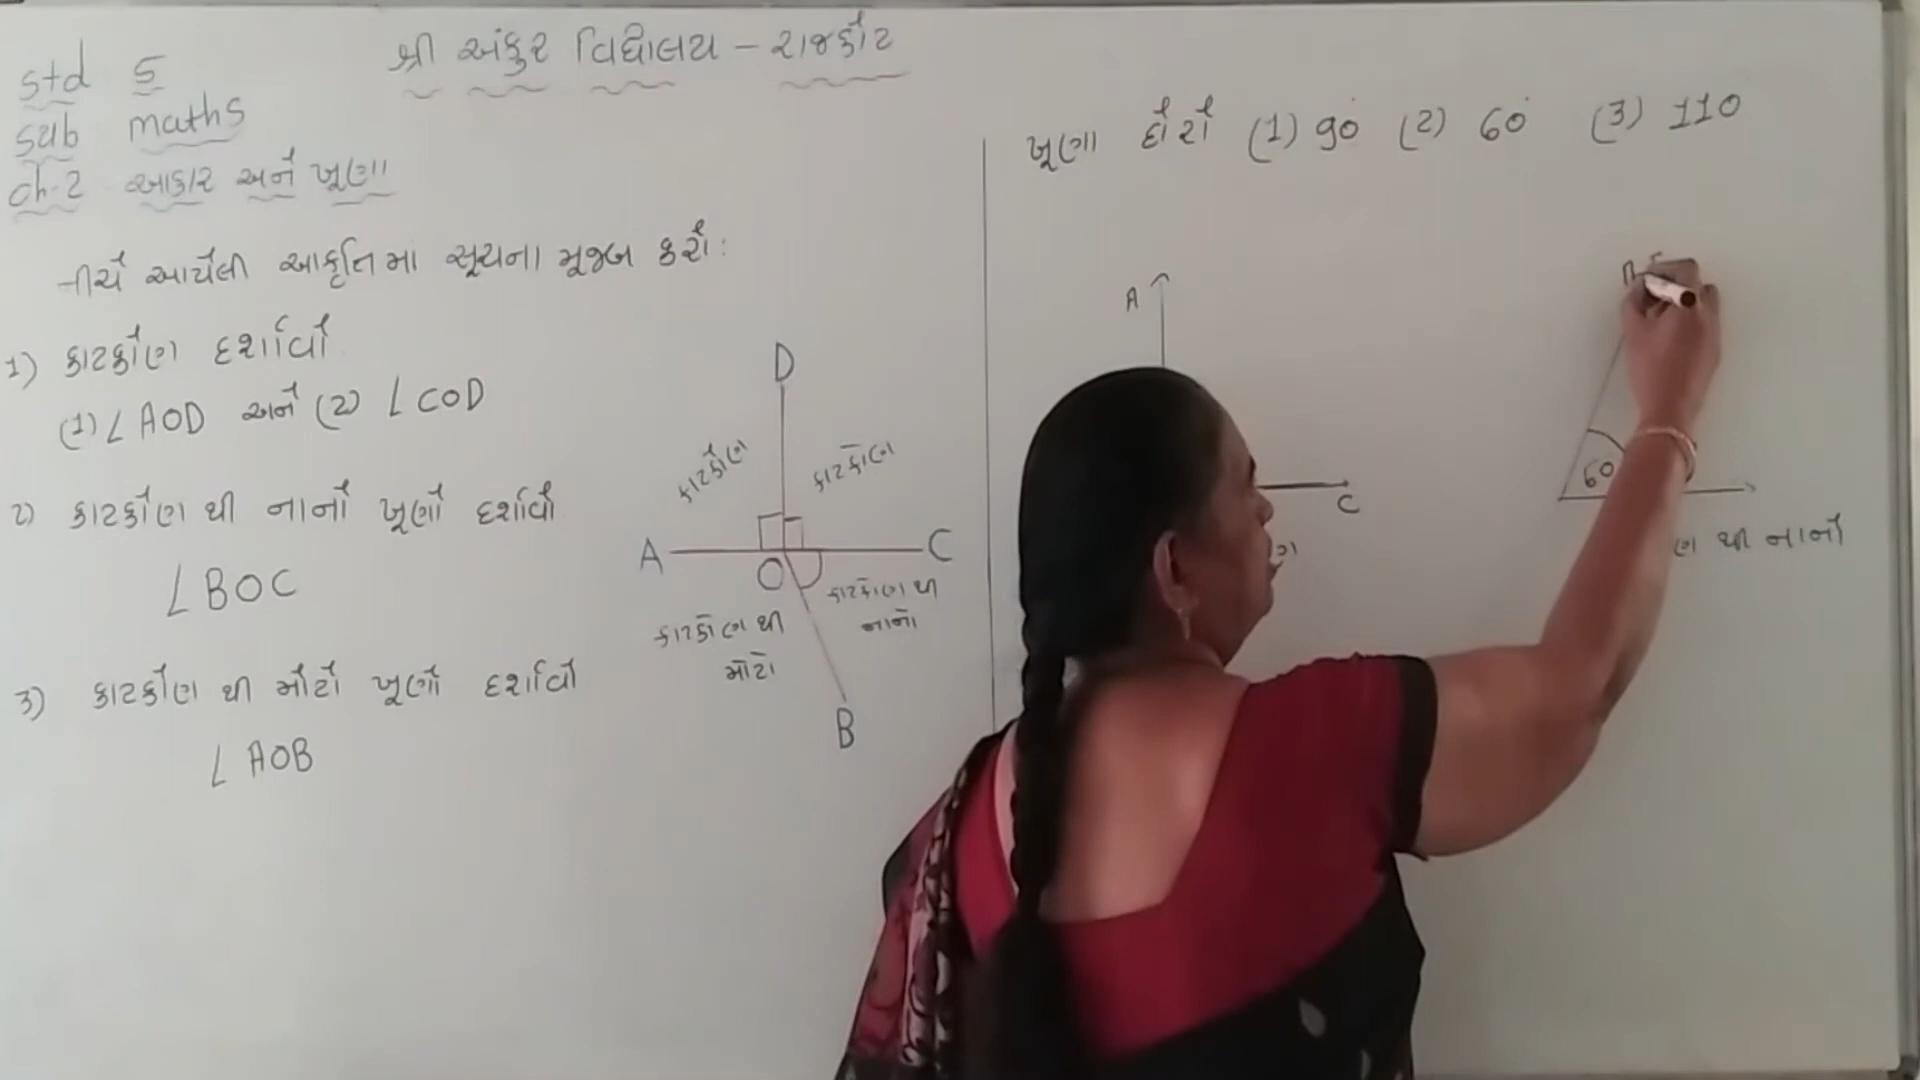 std 5
શ્રી અંકુર વિદ્યાલય - રાજકોટ
sub maths
ch-2 આકાર અને ખૂણા
નીચે આપેલી આકૃતિ માં સૂચના મુજબ કરો:
1) કાટકોણ દર્શાવો
(1) ∠AOD અને (2) ∠COD
2) કાટકોણ થી નાનો ખૂણો દર્શાવો
∠BOC
3) કાટકોણ થી મોટો ખૂણો દર્શાવો
∠AOB
D
કાટકોણ
કાટકોણ
A
C
O
કાટકોણ થી
નાનો
કાટકોણ થી
મોટો
B
ખૂણા દોરો (1) 90° (2) 60° (3) 110
A
C
60
થી નાનો